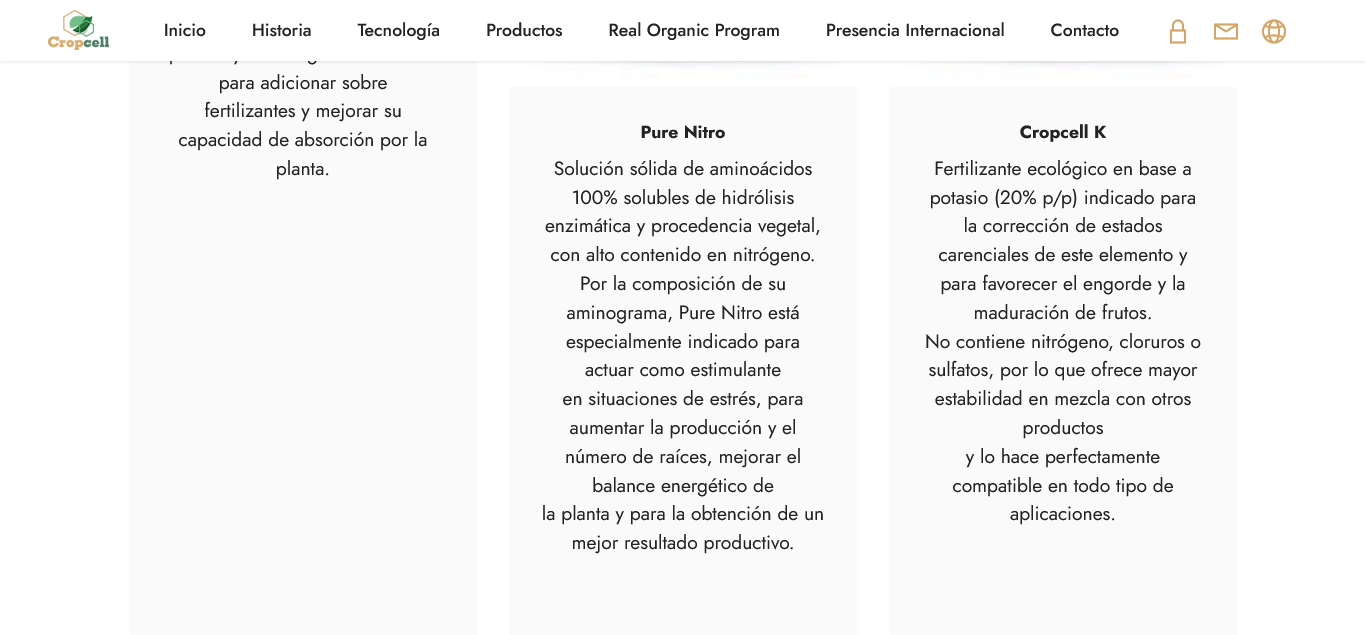 Cropcell
Inicio
Historia
Tecnología
Productos
Real Organic Program
Presencia Internacional
Contacto
para adicionar sobre
fertilizantes y mejorar su
capacidad de absorción por la
planta.
Pure Nitro
Solución sólida de aminoácidos
100% solubles de hidrólisis
enzimática y procedencia vegetal,
con alto contenido en nitrógeno.
Por la composición de su
aminograma, Pure Nitro está
especialmente indicado para
actuar como estimulante
en situaciones de estrés, para
aumentar la producción y el
número de raíces, mejorar el
balance energético de
la planta y para la obtención de un
mejor resultado productivo.
Cropcell K
Fertilizante ecológico en base a
potasio (20% p/p) indicado para
la corrección de estados
carenciales de este elemento y
para favorecer el engorde y la
maduración de frutos.
No contiene nitrógeno, cloruros o
sulfatos, por lo que ofrece mayor
estabilidad en mezcla con otros
productos
y lo hace perfectamente
compatible en todo tipo de
aplicaciones.